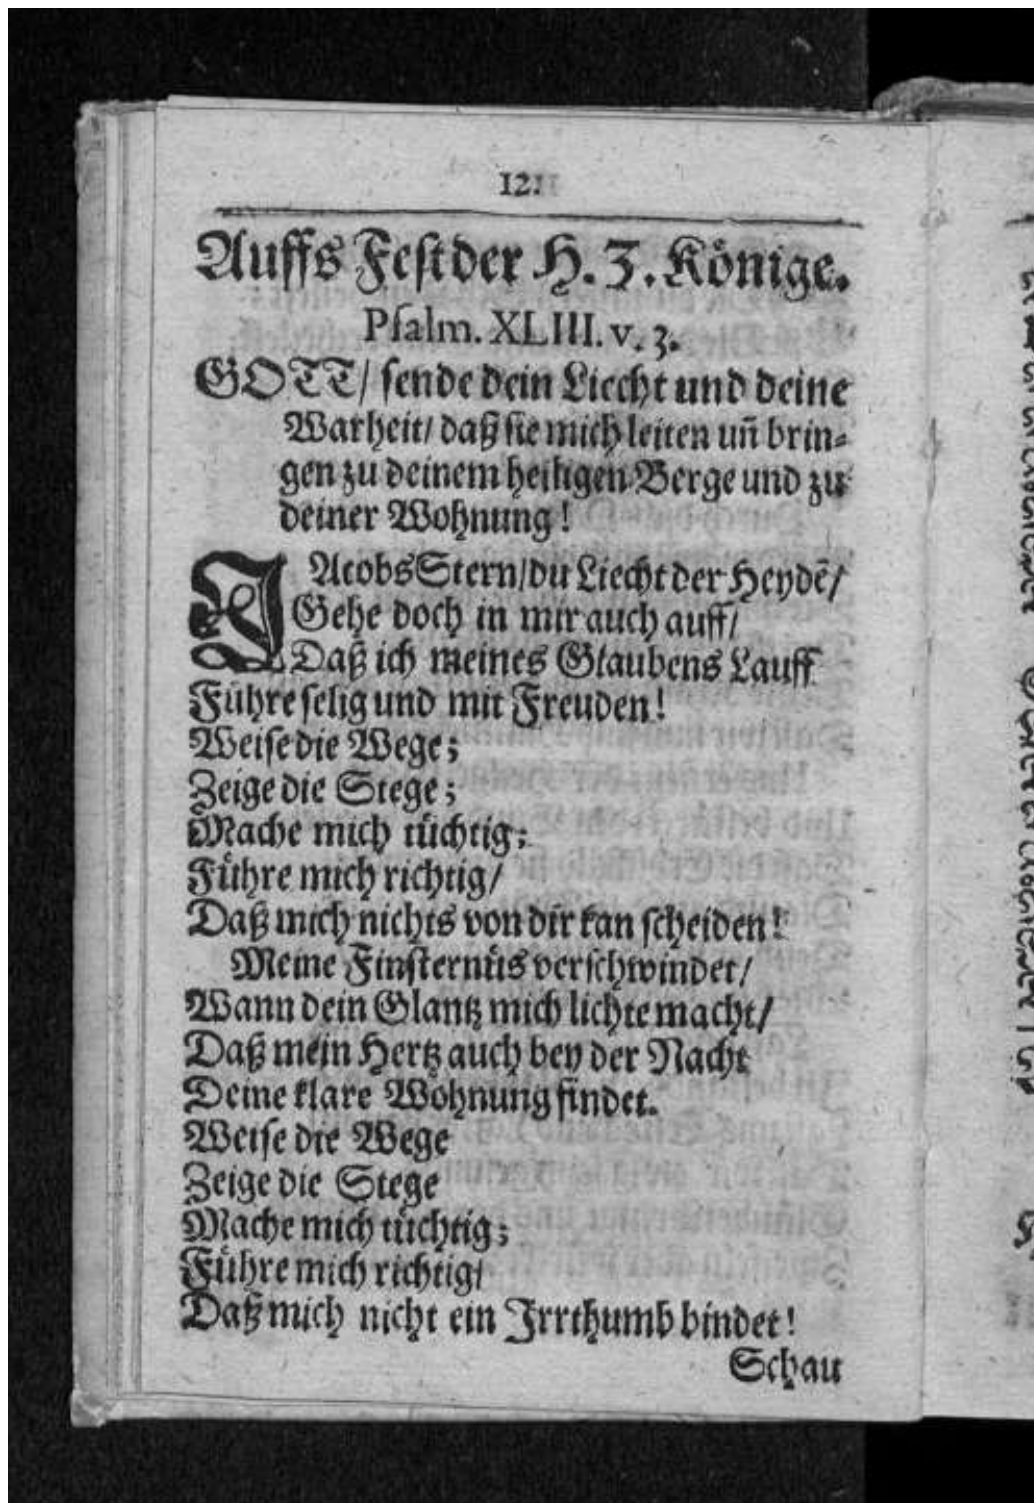 12.
Auffs Fest der H. 3. Könige.
Psalm. XLIII. v. 3.
GOTT/ sende dein Liecht und deine
Warheit/ daß sie mich leiten uñ brin⸗
gen zu deinem heiligen Berge und zu
deiner Wohnung!
JAcobs Stern/du Liecht der Heydẽ/
Gehe doch in mir auch auff/
Daß ich meines Glaubens Lauff
Führe selig und mit Freuden!
Weise die Wege;
Zeige die Stege;
Mache mich tüchtig;
Führe mich richtig/
Daß mich nichts von dir kan scheiden!
Meine Finsternüs verschwindet/
Wann dein Glantz mich lichte macht/
Daß mein Hertz auch bey der Nacht
Deine klare Wohnung findet.
Weise die Wege
Zeige die Stege
Mache mich tüchtig;
Führe mich richtig/
Daß mich nicht ein Irrthumb bindet!
Schau